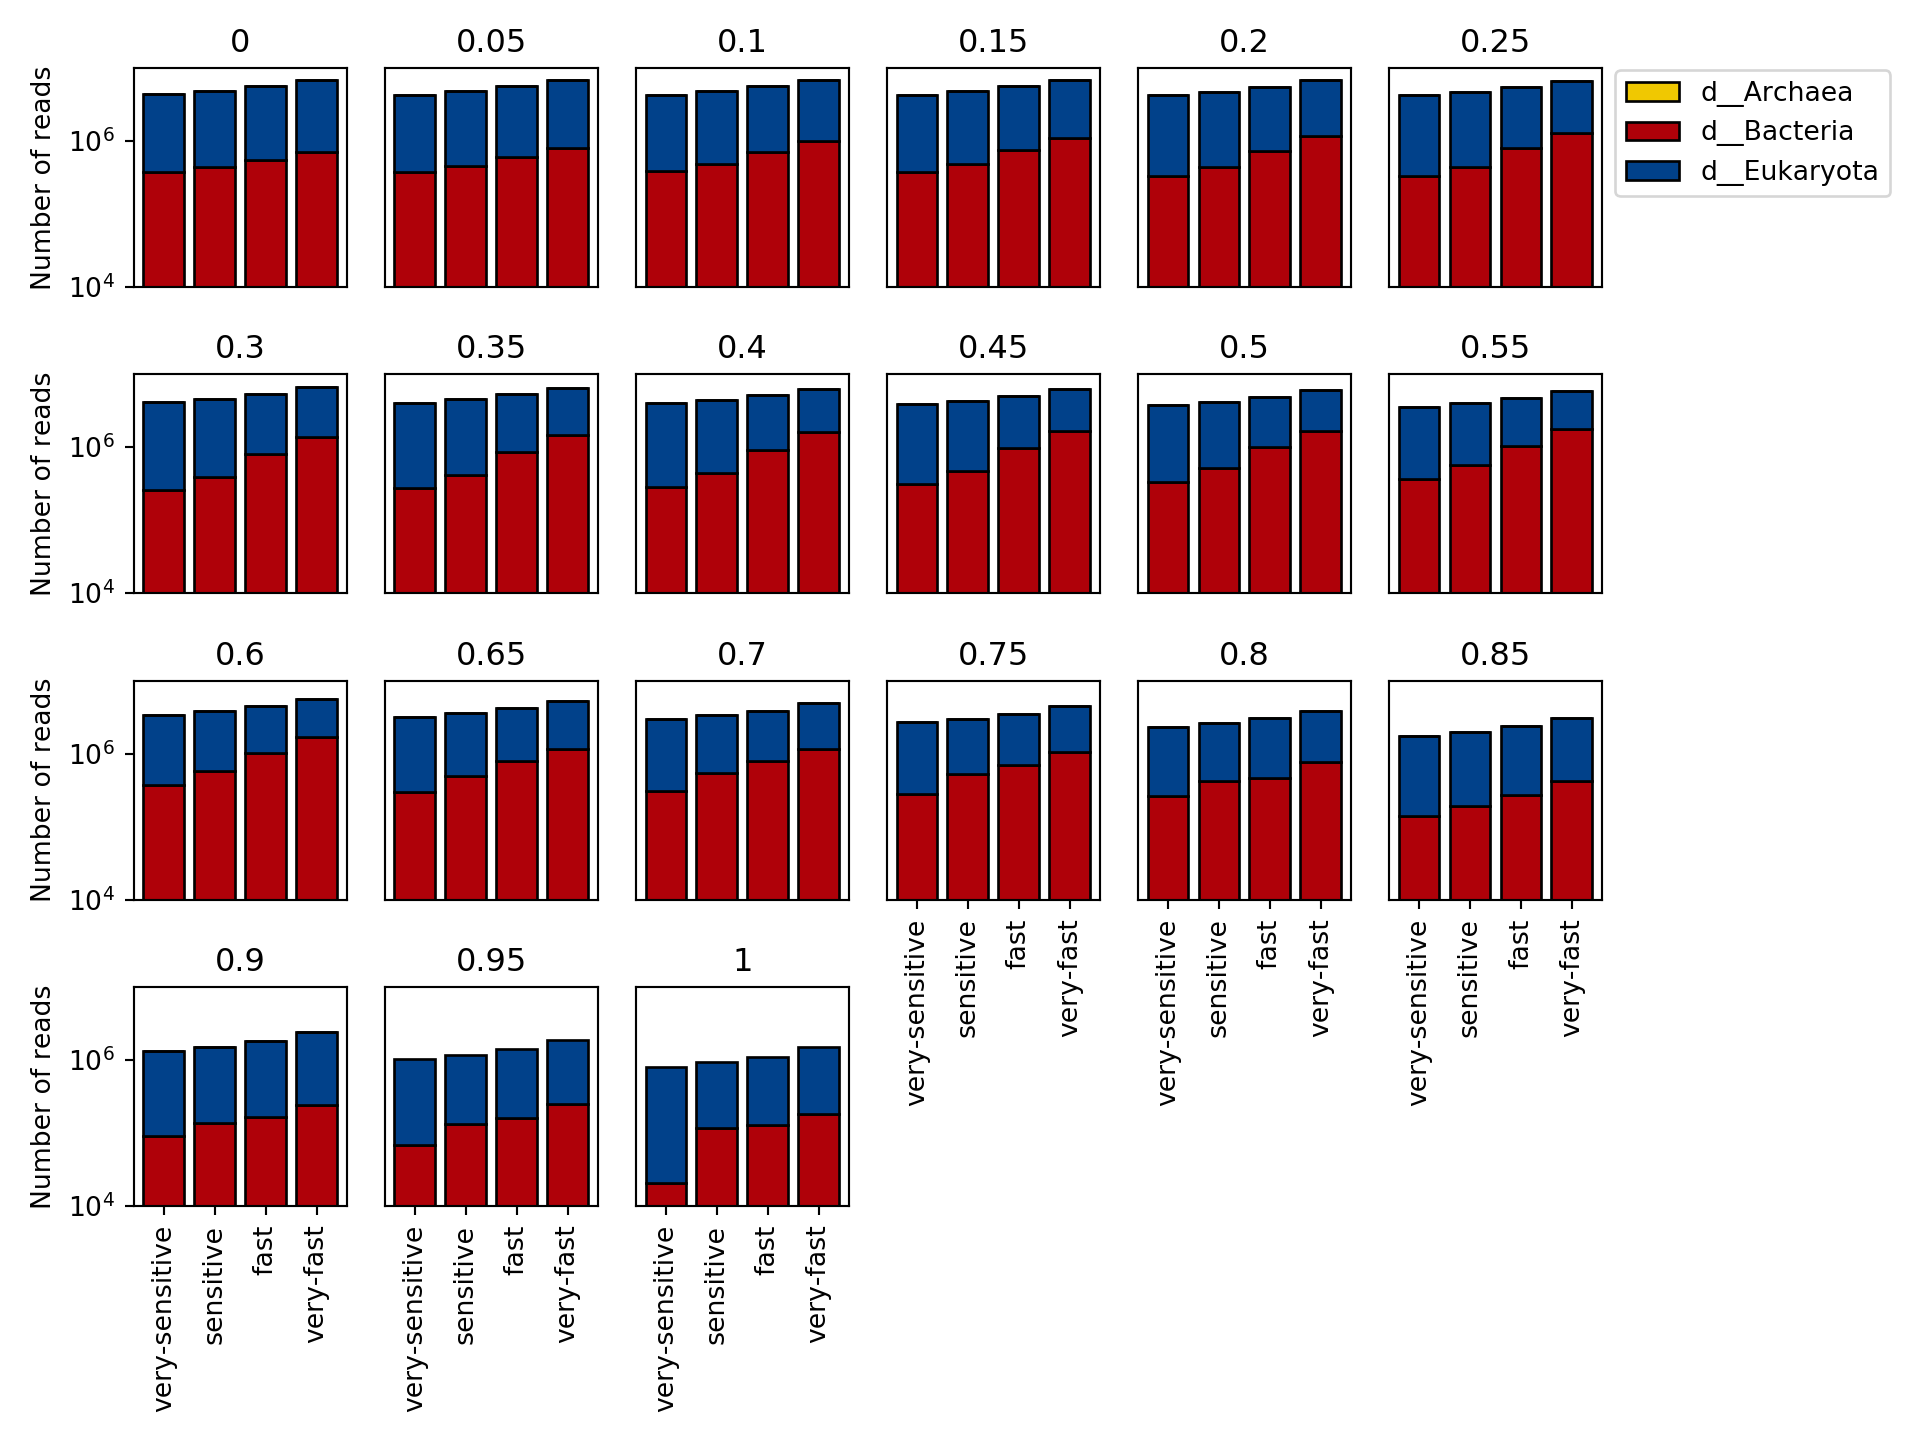 0 0.05 0.1 0.15 0.2 0.25
Number of reads
10⁶
10⁴
d__Archaea
d__Bacteria
d__Eukaryota
0.3 0.35 0.4 0.45 0.5 0.55
Number of reads
10⁶
10⁴
0.6 0.65 0.7 0.75 0.8 0.85
Number of reads
10⁶
10⁴
very-sensitive sensitive fast very-fast very-sensitive sensitive fast very-fast very-sensitive sensitive fast very-fast
0.9 0.95 1
Number of reads
10⁶
10⁴
very-sensitive sensitive fast very-fast very-sensitive sensitive fast very-fast very-sensitive sensitive fast very-fast